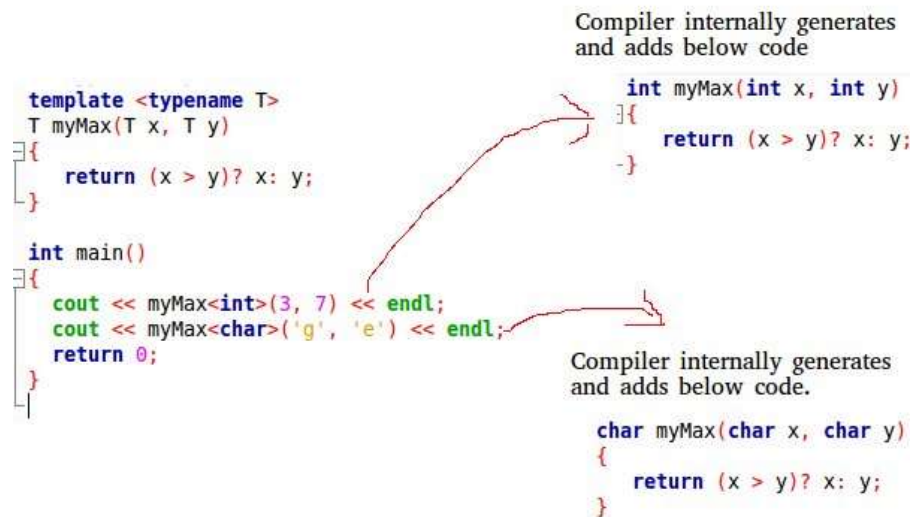 Compiler internally generates
and adds below code
template <typename T>
T myMax(T x, T y)
{
return (x > y)? x: y;
}
int main()
{
cout << myMax<int>(3, 7) << endl;
cout << myMax<char>('g', 'e') << endl;
return 0;
}
int myMax(int x, int y)
{
return (x > y)? x: y;
}
Compiler internally generates
and adds below code.
char myMax(char x, char y)
{
return (x > y)? x: y;
}